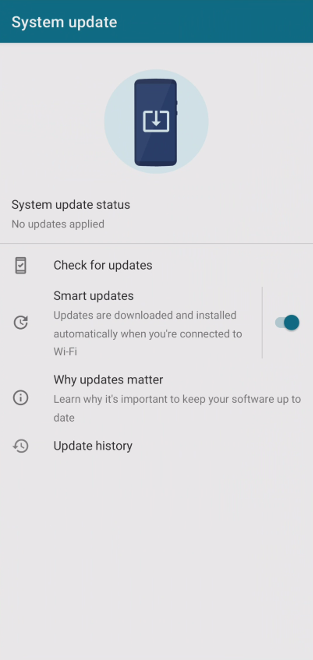 System update
System update status
No updates applied
Check for updates
Smart updates
Updates are downloaded and installed
automatically when you're connected to
Wi-Fi
Why updates matter
Learn why it's important to keep your software up to
date
Update history